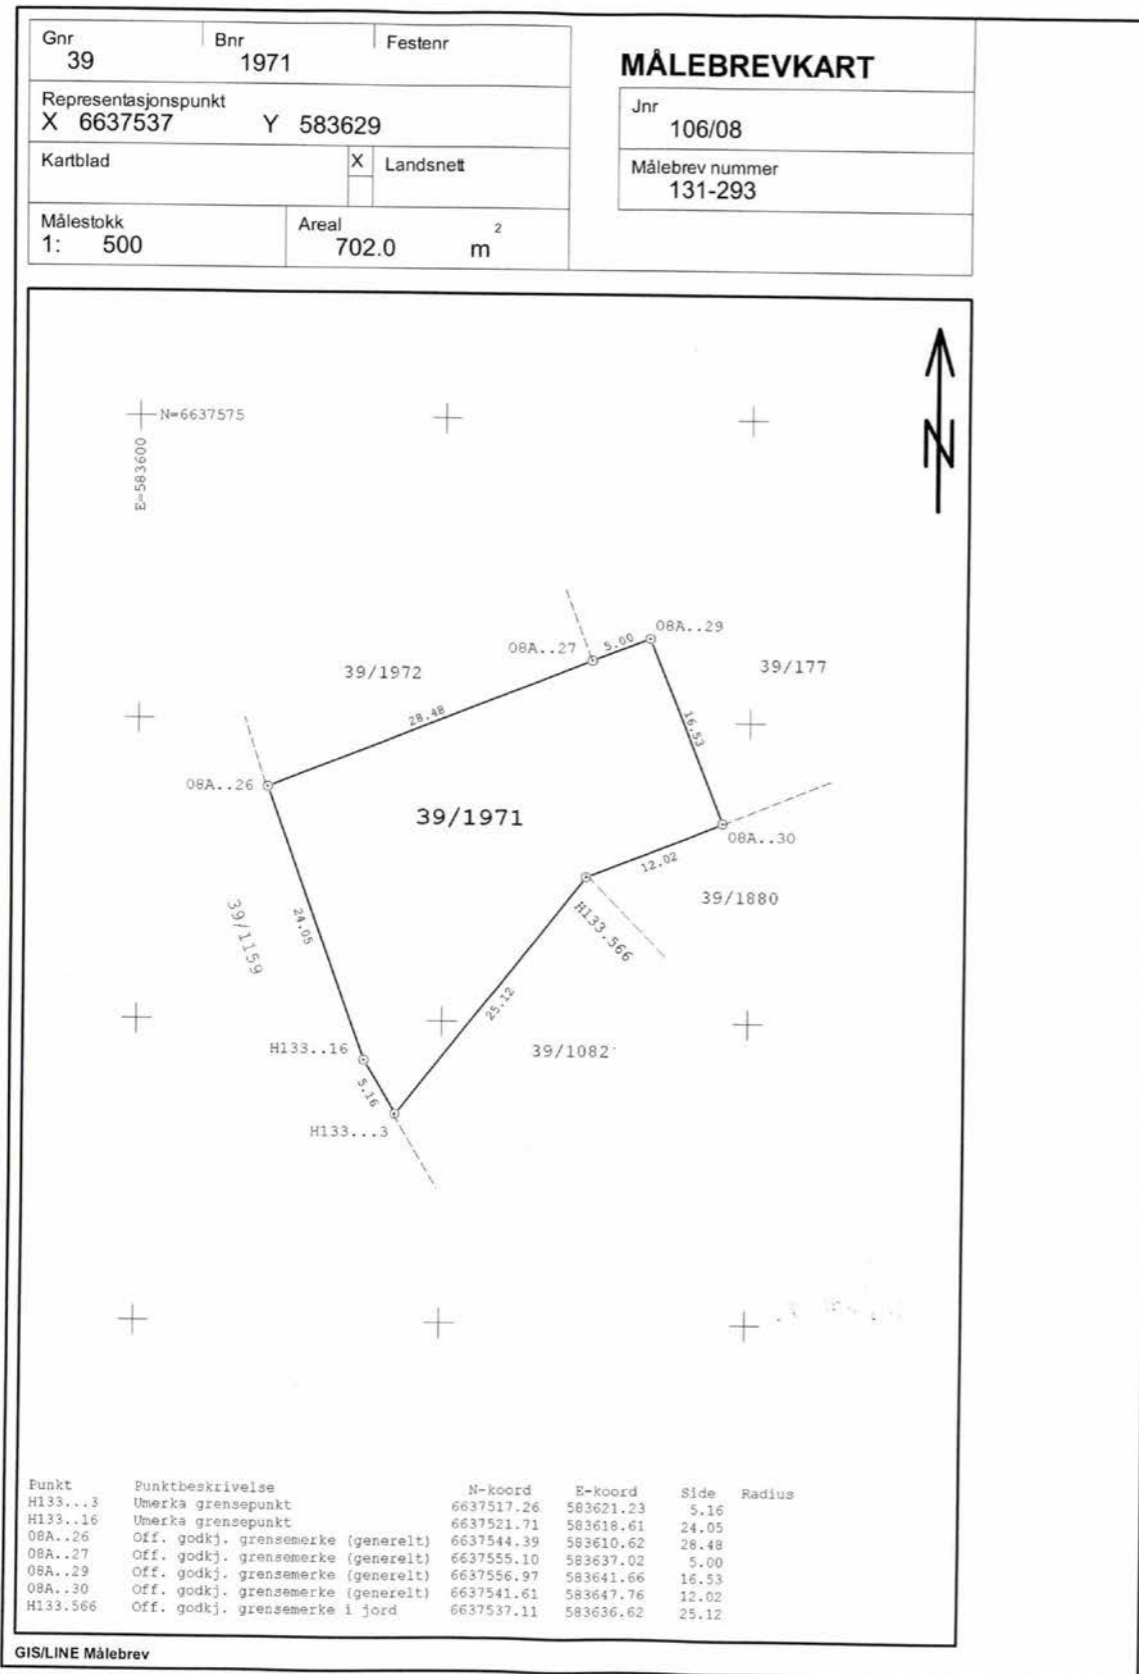 Gnr Bnr Festenr
39 1971
MÅLEBREVKART
Representasjonspunkt
X 6637537 Y 583629
Jnr
106/08
Kartblad X Landsnett
Målebrev nummer
131-293
Målestokk Areal
1: 500 702.0 m 2
N=6637575
E=583600
N
08A..27 5.00 08A..29
39/1972 39/177
28.48
16.53
08A..26
39/1971
08A..30
12.02
39/1880
39/1159
24.05
H133.566
25.12
H133..16
39/1082
5.16
H133...3
Punkt Punktbeskrivelse N-koord E-koord Side Radius
H133...3 Umerka grensepunkt 6637517.26 583621.23 5.16
H133..16 Umerka grensepunkt 6637521.71 583618.61 24.05
08A..26 Off. godkj. grensemerke (generelt) 6637544.39 583610.62 28.48
08A..27 Off. godkj. grensemerke (generelt) 6637555.10 583637.02 5.00
08A..29 Off. godkj. grensemerke (generelt) 6637556.97 583641.66 16.53
08A..30 Off. godkj. grensemerke (generelt) 6637541.61 583647.76 12.02
H133.566 Off. godkj. grensemerke i jord 6637537.11 583636.62 25.12
GIS/LINE Målebrev